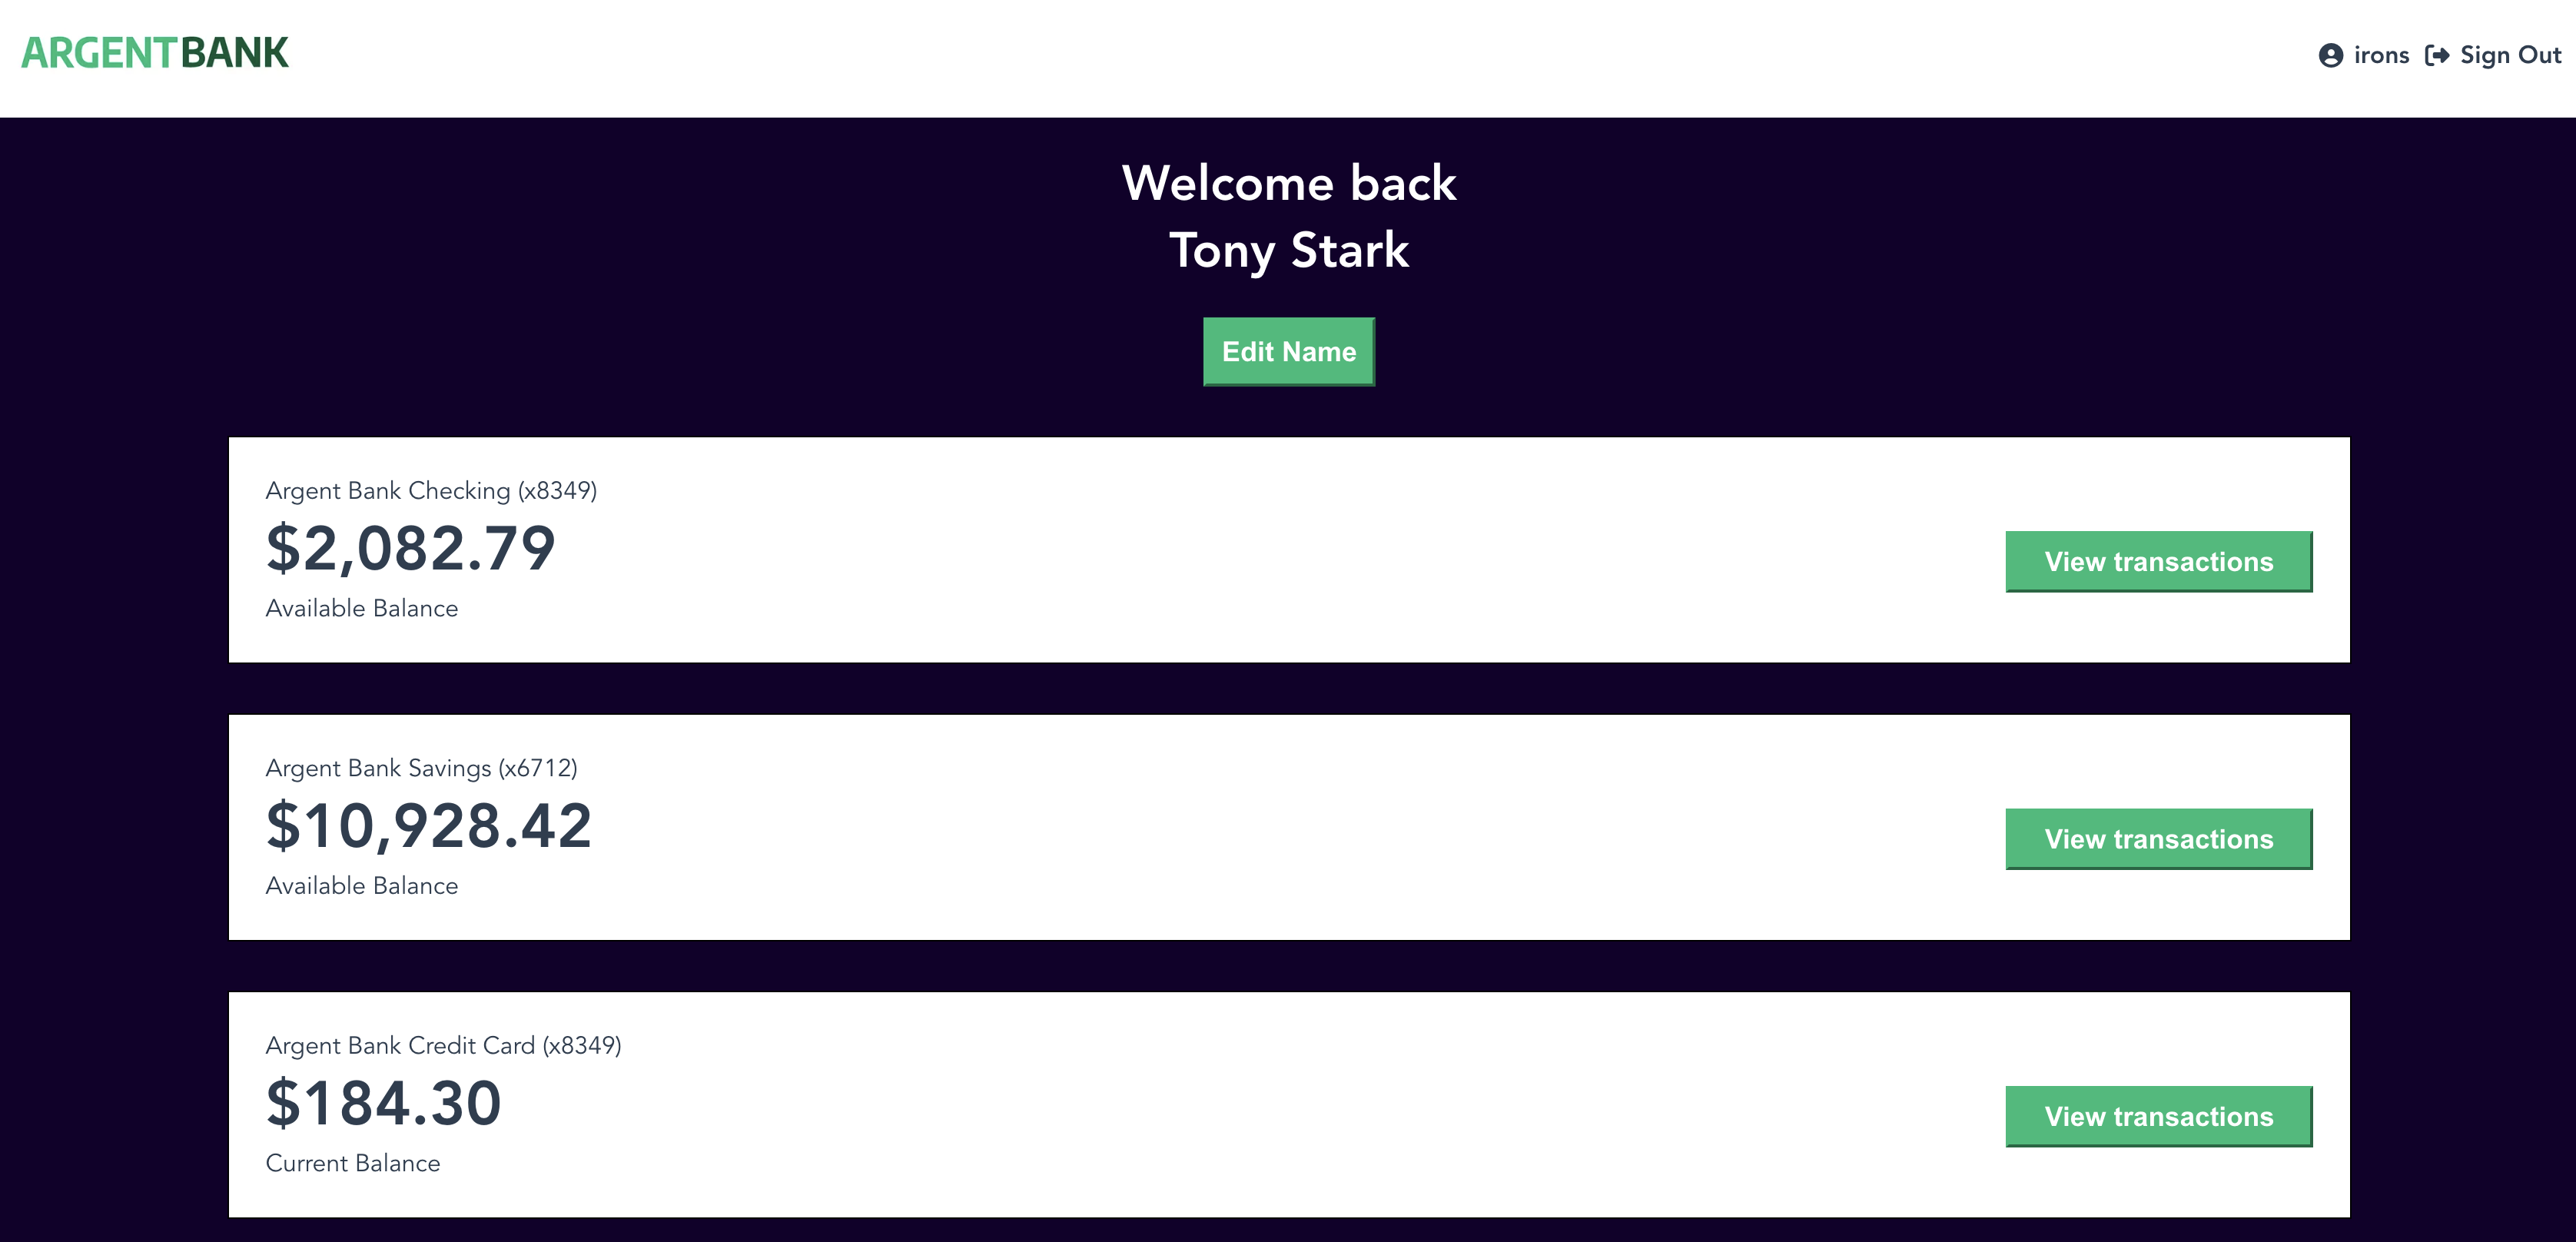 ARGENTBANK
irons Sign Out
Welcome back
Tony Stark
Edit Name
Argent Bank Checking (x8349)
$2,082.79
Available Balance
View transactions
Argent Bank Savings (x6712)
$10,928.42
Available Balance
View transactions
Argent Bank Credit Card (x8349)
$184.30
Current Balance
View transactions